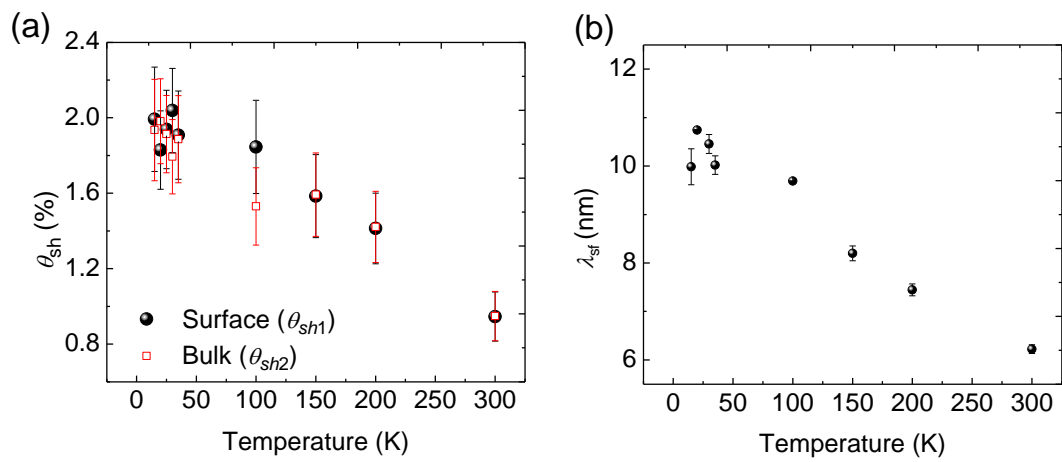 (a)
2.4
2.0
1.6
1.2
0.8
θsh (%)
Surface (θsh1)
Bulk (θsh2)
0 50 100 150 200 250 300
Temperature (K)
(b)
12
10
8
6
λsf (nm)
0 50 100 150 200 250 300
Temperature (K)